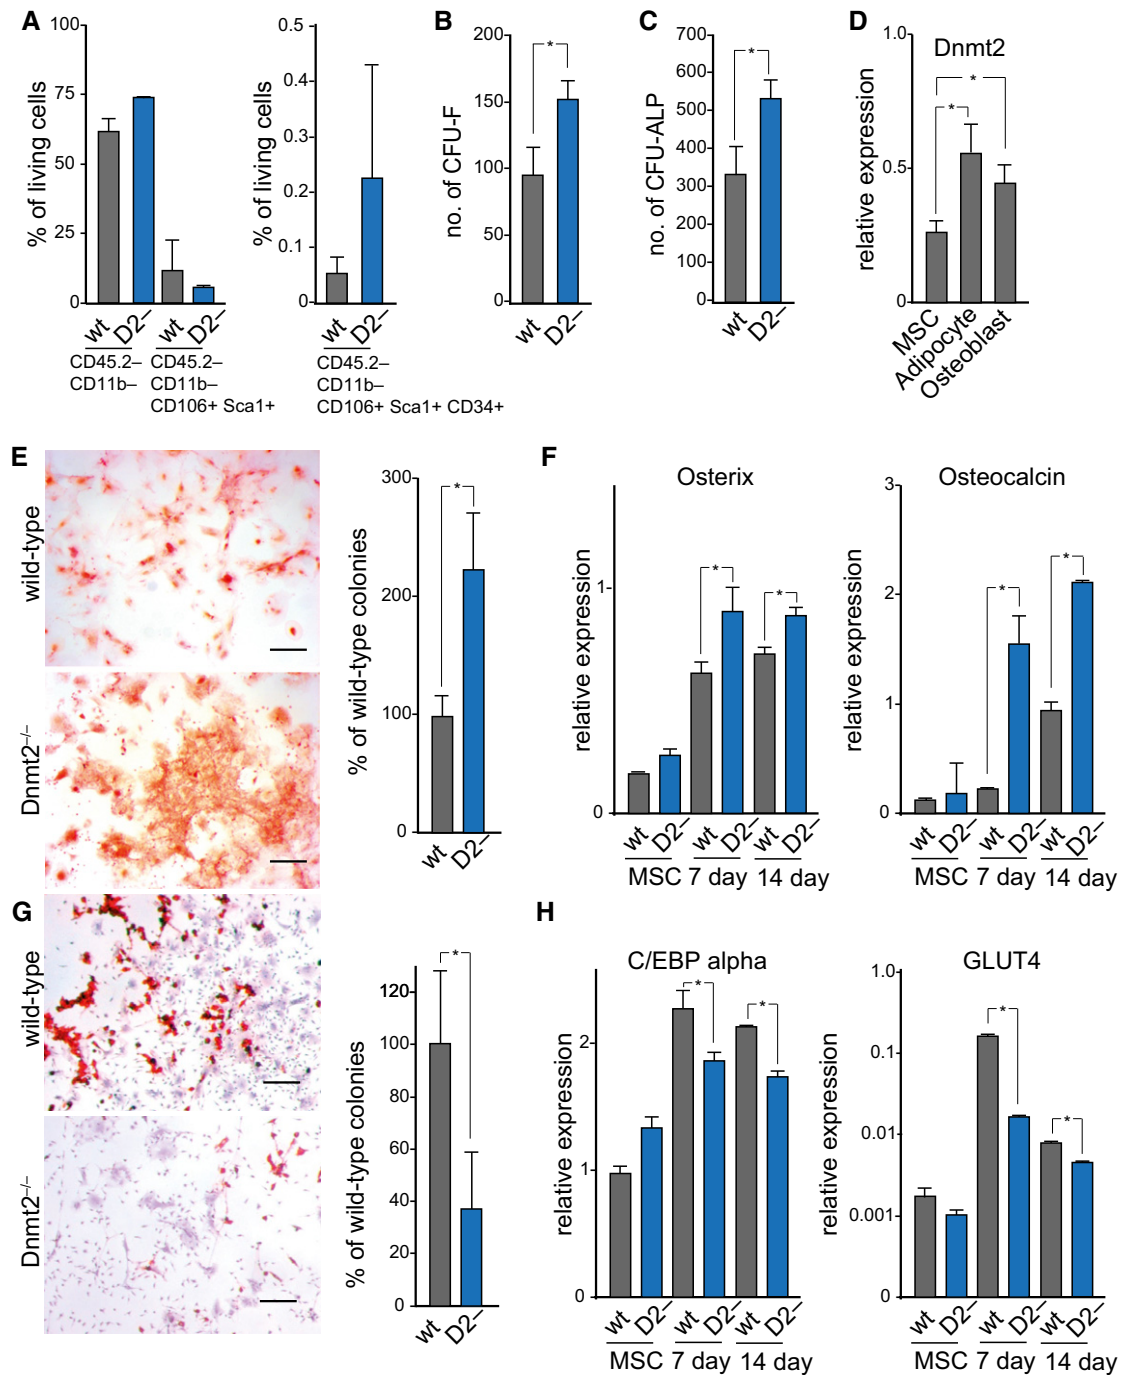 A
100
75
50
25
0
% of living cells
wt
D2–
wt
D2–
CD45.2–
CD11b–
CD45.2–
CD11b–
CD106+ Sca1+
0.5
0.4
0.3
0.2
0.1
0
% of living cells
wt
D2–
CD45.2–
CD11b–
CD106+ Sca1+ CD34+
B
200
150
100
50
0
no. of CFU-F
*
wt
D2–
C
700
600
500
400
300
200
100
0
no. of CFU-ALP
*
wt
D2–
D
Dnmt2
1.0
0.5
0
relative expression
*
*
MSC
Adipocyte
Osteoblast
E
wild-type
Dnmt2–/–
300
200
100
0
% of wild-type colonies
*
wt
D2–
F
Osterix
1
0
relative expression
*
*
wt
D2–
wt
D2–
wt
D2–
MSC 7 day 14 day
Osteocalcin
3
2
1
0
relative expression
*
*
wt
D2–
wt
D2–
wt
D2–
MSC 7 day 14 day
G
wild-type
Dnmt2–/–
120
100
80
60
40
20
0
% of wild-type colonies
*
wt
D2–
H
C/EBP alpha
2
1
0
relative expression
*
*
wt
D2–
wt
D2–
wt
D2–
MSC 7 day 14 day
GLUT4
1.0
0.1
0.01
0.001
0
relative expression
*
*
wt
D2–
wt
D2–
wt
D2–
MSC 7 day 14 day